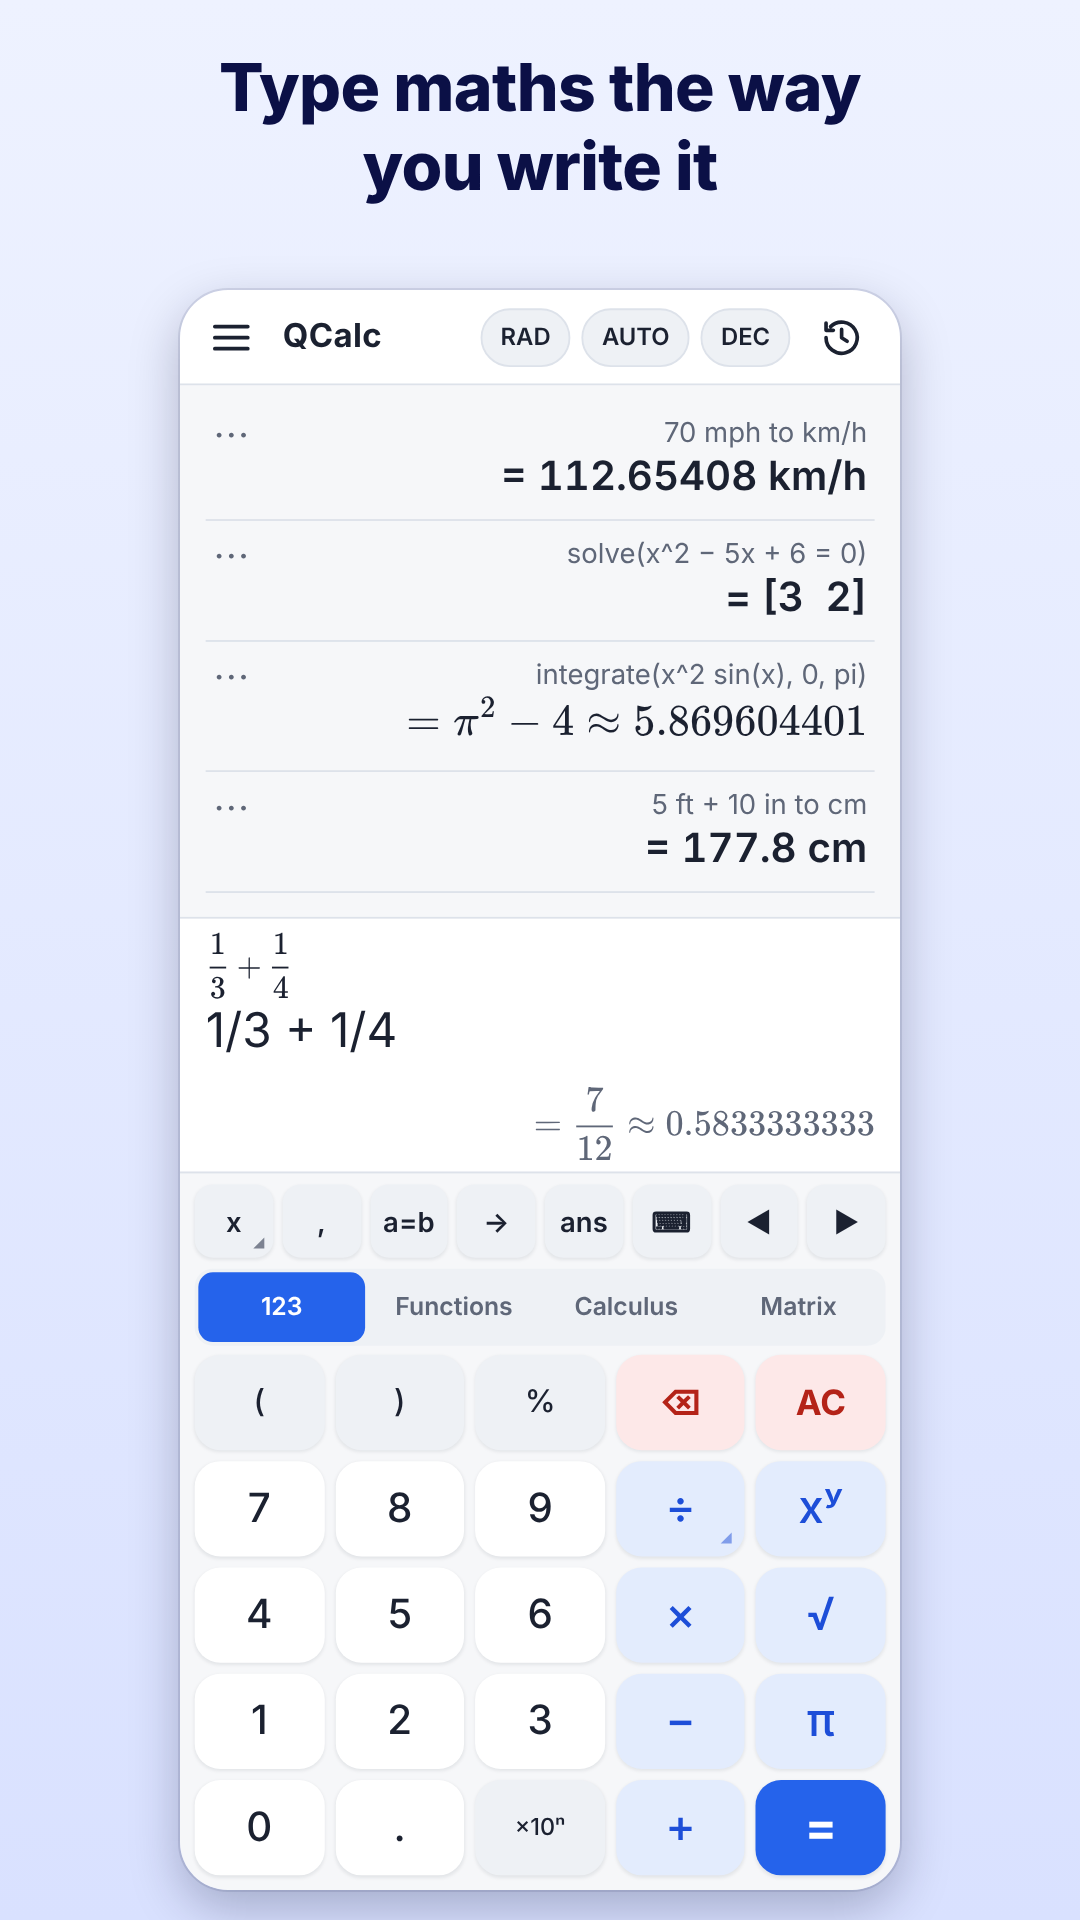 Type maths the way
you write it
QCalc RAD AUTO DEC
... 70 mph to km/h
= 112.65408 km/h
... solve(x^2 − 5x + 6 = 0)
= [3 2]
... integrate(x^2 sin(x), 0, pi)
= π² − 4 ≈ 5.869604401
... 5 ft + 10 in to cm
= 177.8 cm
1/3 + 1/4
1/3 + 1/4
= 7/12 ≈ 0.5833333333
x , a=b → ans ⌨ ◀ ▶
123 Functions Calculus Matrix
( ) % ⌫ AC
7 8 9 ÷ xʸ
4 5 6 × √
1 2 3 − π
0 . ×10ⁿ + =